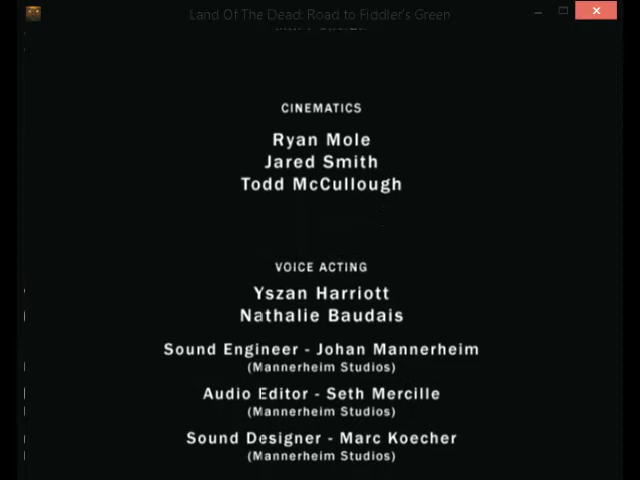 Land Of The Dead: Road to Fiddler's Green
CINEMATICS
Ryan Mole
Jared Smith
Todd McCullough
VOICE ACTING
Yszan Harriott
Nathalie Baudais
Sound Engineer - Johan Mannerheim
(Mannerheim Studios)
Audio Editor - Seth Mercille
(Mannerheim Studios)
Sound Designer - Marc Koecher
(Mannerheim Studios)